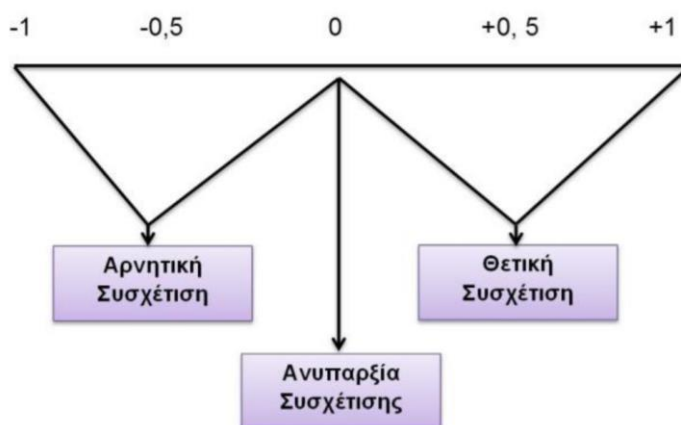 -1 -0,5 0 +0, 5 +1
Αρνητική
Συσχέτιση
Θετική
Συσχέτιση
Ανυπαρξία
Συσχέτισης